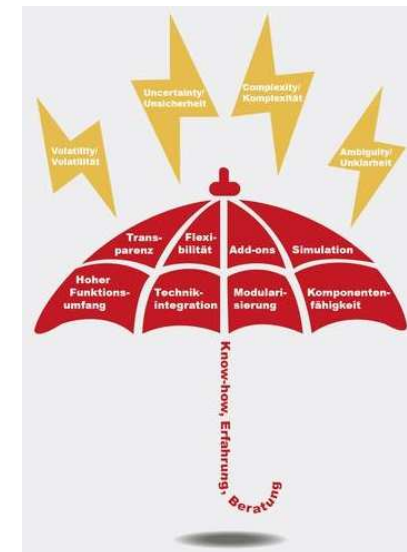 Uncertainty/
Unsicherheit
Complexity/
Komplexität
Volatility/
Volatilität
Ambiguity/
Unklarheit
Trans-
parenz
Flexi-
bilität
Add-ons
Simulation
Hoher
Funktions-
umfang
Technik-
integration
Modulari-
sierung
Komponenten-
fähigkeit
Know-how, Erfahrung, Beratung